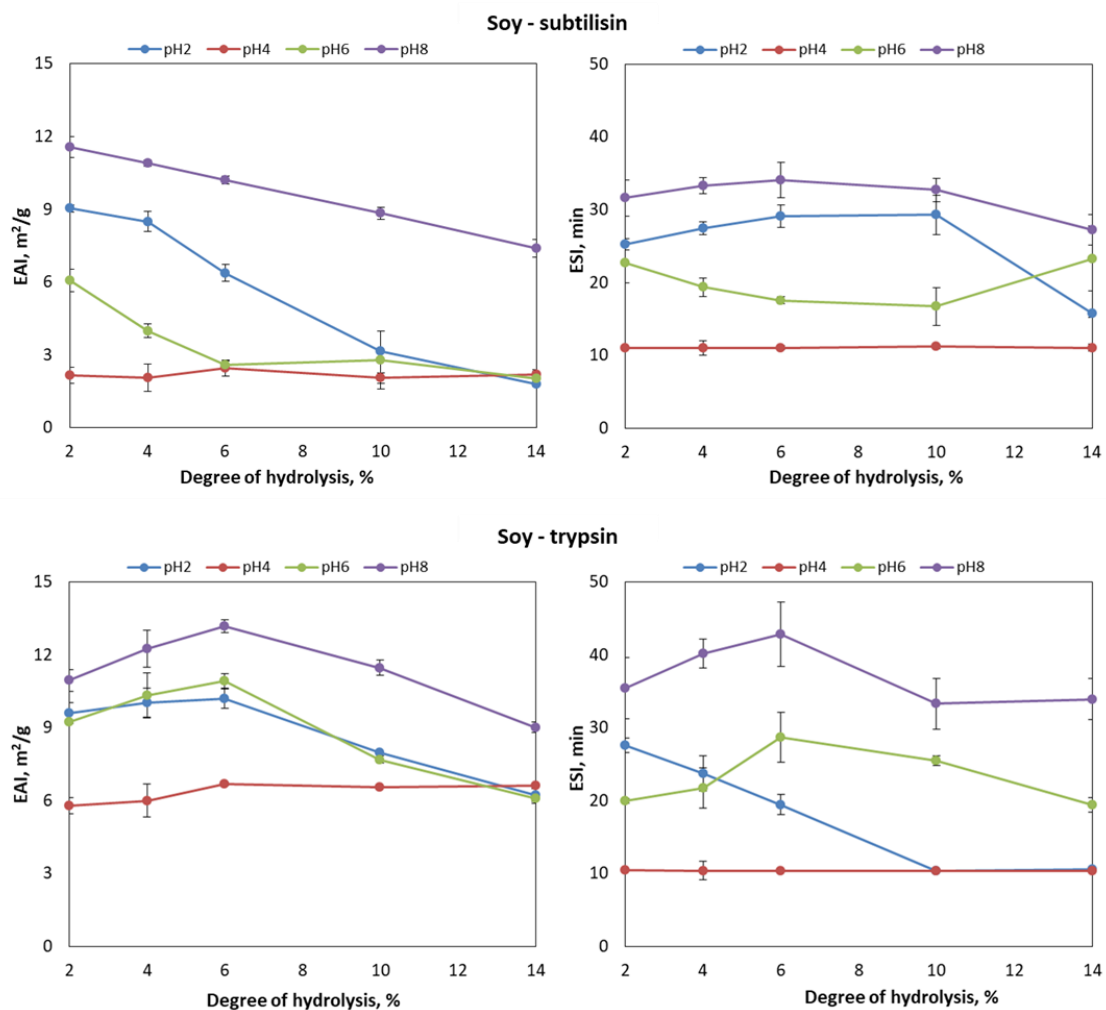 Soy - subtilisin
pH2 pH4 pH6 pH8
15
12
9
6
3
0
EAI, m²/g
2 4 6 8 10 12 14
Degree of hydrolysis, %
pH2 pH4 pH6 pH8
50
40
30
20
10
0
ESI, min
2 4 6 8 10 12 14
Degree of hydrolysis, %
Soy - trypsin
pH2 pH4 pH6 pH8
15
12
9
6
3
0
EAI, m²/g
2 4 6 8 10 12 14
Degree of hydrolysis, %
pH2 pH4 pH6 pH8
50
40
30
20
10
0
ESI, min
2 4 6 8 10 12 14
Degree of hydrolysis, %